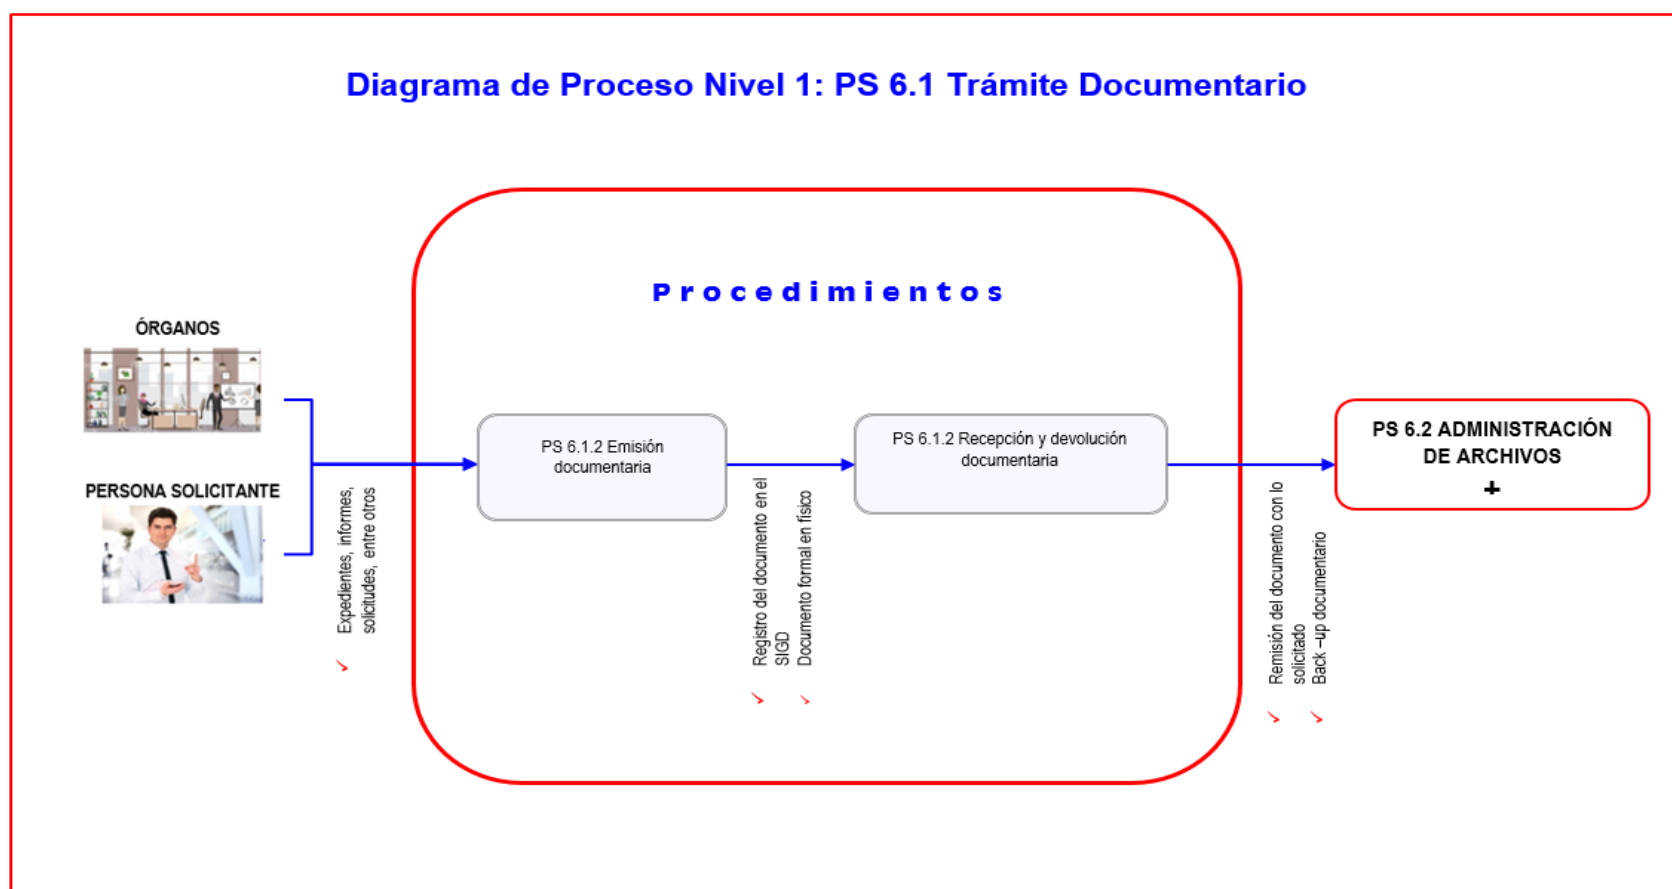 Diagrama de Proceso Nivel 1: PS 6.1 Trámite Documentario
Procedimientos
ÓRGANOS
PERSONA SOLICITANTE
Expedientes, informes,
solicitudes, entre otros
PS 6.1.2 Emisión
documentaria
Registro del documento en el
SIGD
Documento formal en físico
PS 6.1.2 Recepción y devolución
documentaria
Remisión del documento con lo
solicitado
Back –up documentario
PS 6.2 ADMINISTRACIÓN
DE ARCHIVOS
+